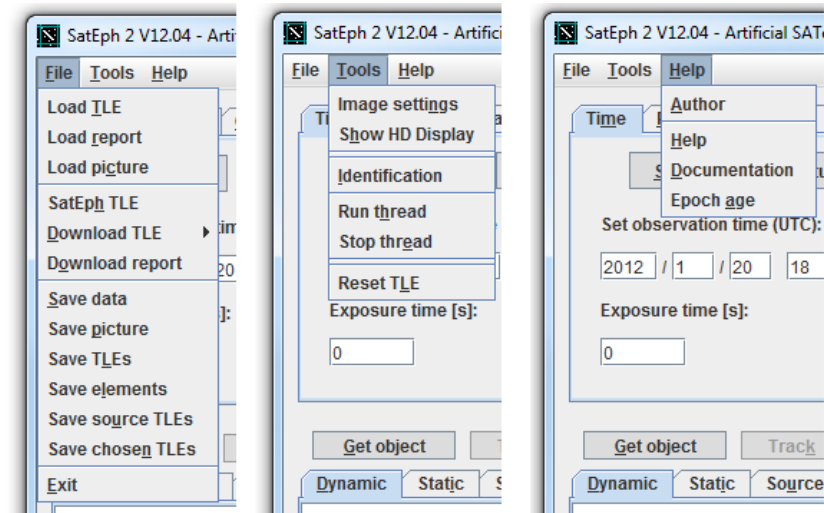 SatEph 2 V12.04 - Arti
File Tools Help
Load TLE
Load report
Load picture
SatEph TLE
Download TLE
Download report
Save data
Save picture
Save TLEs
Save elements
Save source TLEs
Save chosen TLEs
Exit
20
]:
SatEph 2 V12.04 - Artific
File Tools Help
Ti
Image settings
Show HD Display
Identification
Run thread
Stop thread
Reset TLE
Exposure time [s]:
0
Get object
Dynamic Static S
SatEph 2 V12.04 - Artificial SAT
File Tools Help
Time
Author
Help
Documentation
Epoch age
Set observation time (UTC):
2012 / 1 / 20 18
Exposure time [s]:
0
Get object Track
Dynamic Static Source